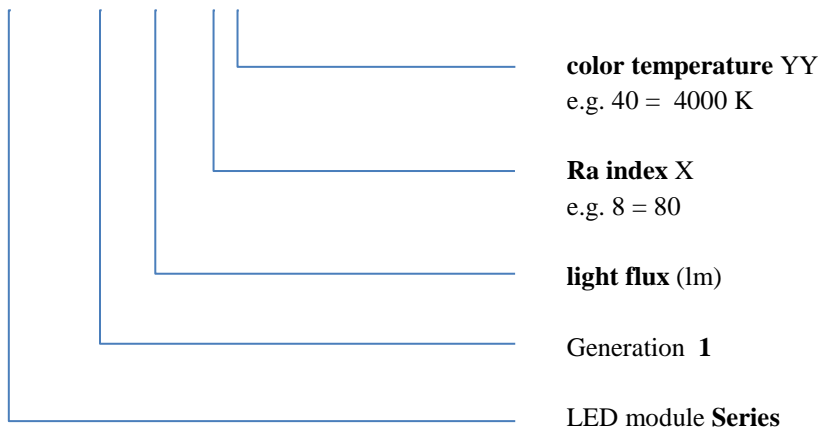 color temperature YY
e.g. 40 = 4000 K
Ra index X
e.g. 8 = 80
light flux (lm)
Generation 1
LED module Series